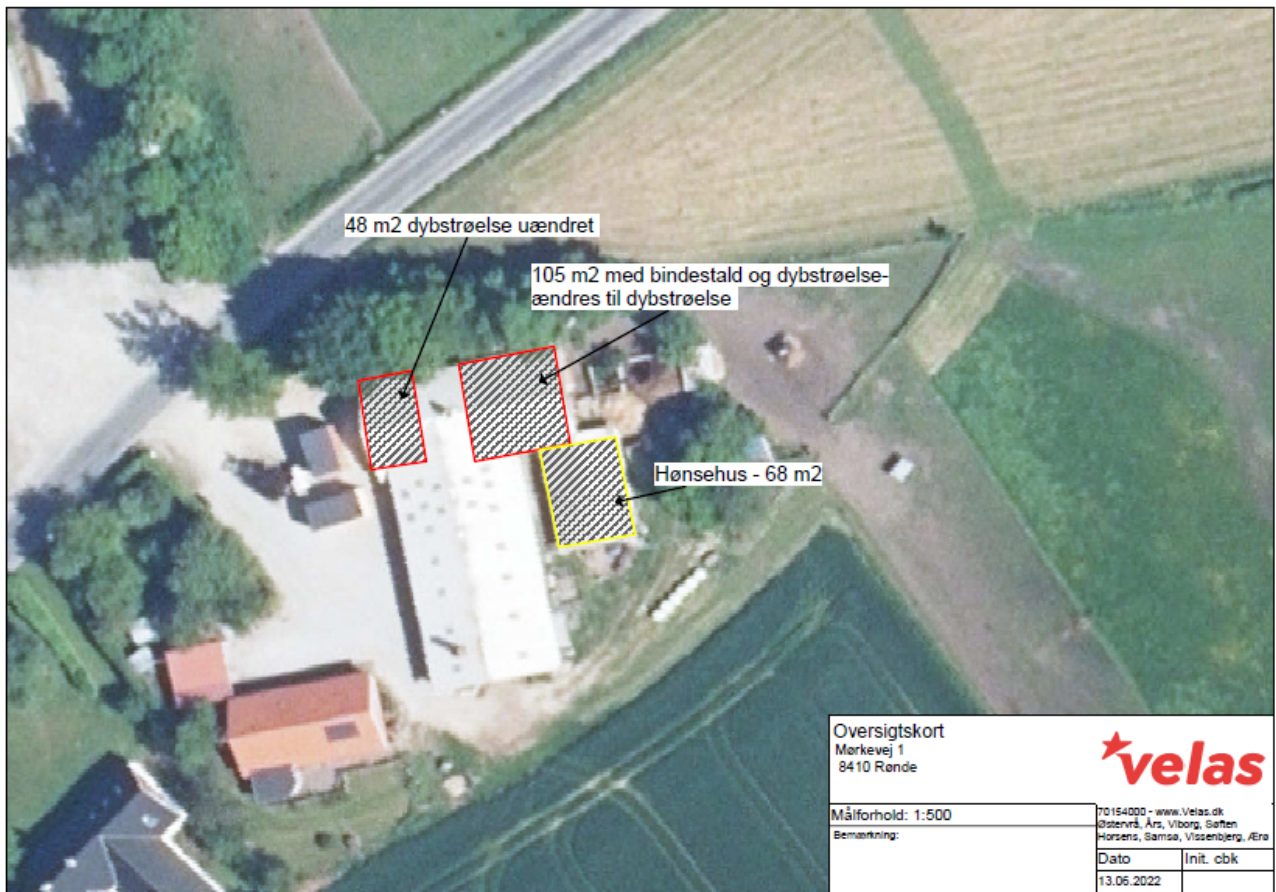 48 m2 dybstrøelse uændret
105 m2 med bindestald og dybstrøelse-
ændres til dybstrøelse
Hønsehus - 68 m2
Oversigtskort
Mørkevej 1
8410 Rønde
velas
Målforhold: 1:500
Bemærkning:
70154000 - www.Velas.dk
Østervrå, Års, Viborg, Søften
Horsens, Samsø, Vissenbjerg, Ærø
Dato
Init. cbk
13.06.2022